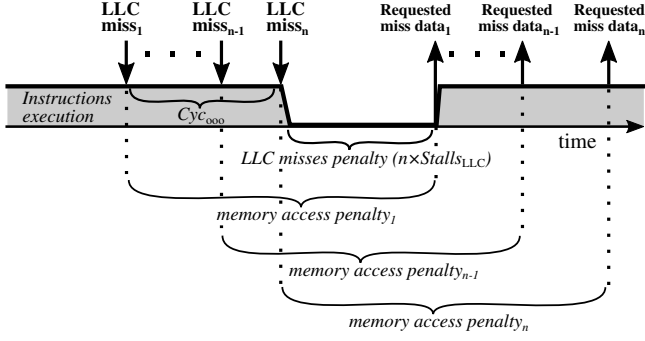 LLC miss₁
LLC missₙ₋₁
LLC missₙ
Requested miss data₁
Requested miss dataₙ₋₁
Requested miss dataₙ
Instructions execution
Cycₒₒₒ
time
LLC misses penalty (n×Stalls_LLC)
memory access penalty₁
memory access penaltyₙ₋₁
memory access penaltyₙ